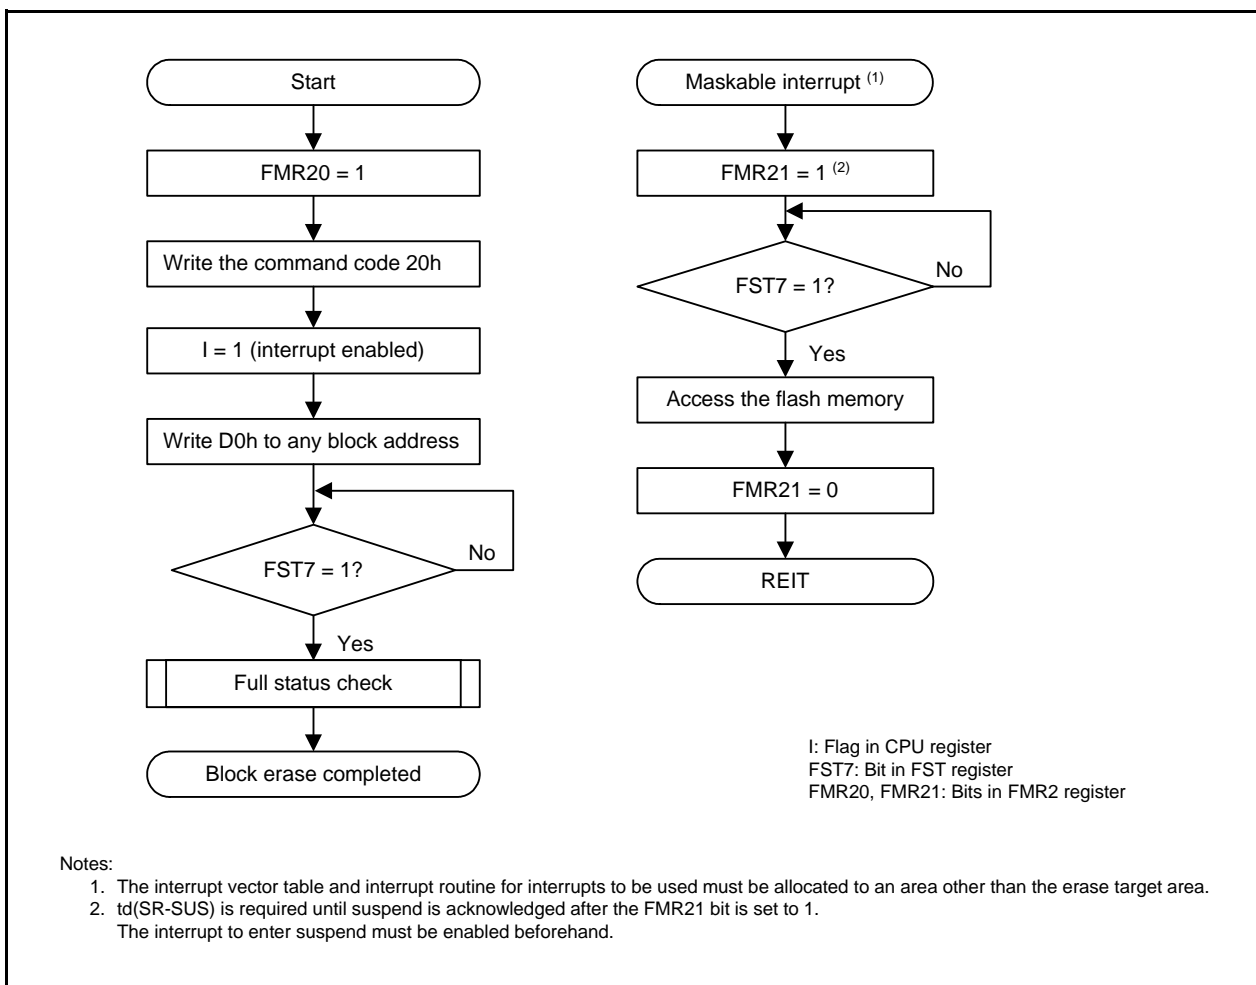 Start
FMR20 = 1
Write the command code 20h
I = 1 (interrupt enabled)
Write D0h to any block address
FST7 = 1?
No
Yes
Full status check
Block erase completed
Maskable interrupt (1)
FMR21 = 1 (2)
FST7 = 1?
No
Yes
Access the flash memory
FMR21 = 0
REIT
I: Flag in CPU register
FST7: Bit in FST register
FMR20, FMR21: Bits in FMR2 register
Notes:
1. The interrupt vector table and interrupt routine for interrupts to be used must be allocated to an area other than the erase target area.
2. td(SR-SUS) is required until suspend is acknowledged after the FMR21 bit is set to 1.
The interrupt to enter suspend must be enabled beforehand.